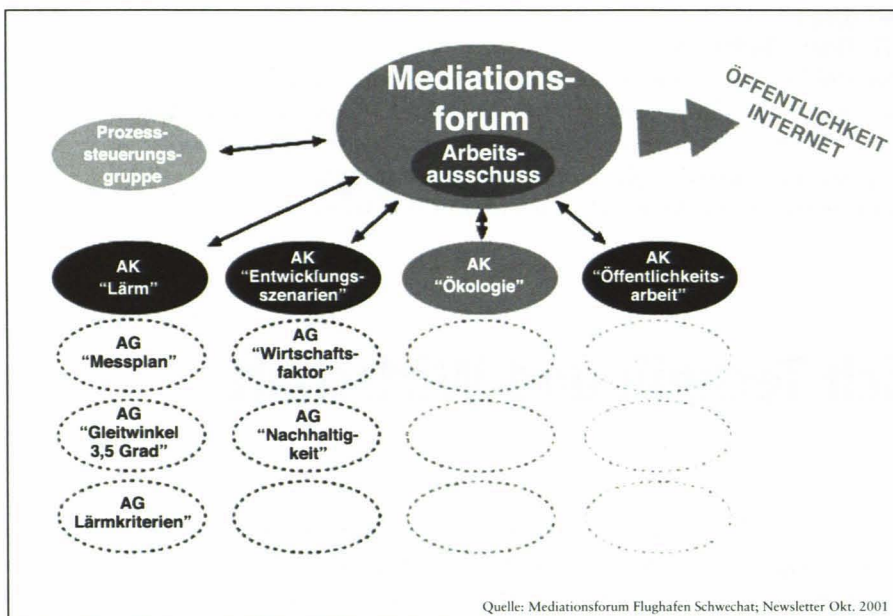 Mediations-
forum
Arbeits-
ausschuss
ÖFFENTLICHKEIT
INTERNET
Prozess-
steuerungs-
gruppe
AK
"Lärm"
AK
"Entwicklungs-
szenarien"
AK
"Ökologie"
AK
"Öffentlichkeits-
arbeit"
AG
"Messplan"
AG
"Wirtschafts-
faktor"
AG
"Gleitwinkel
3,5 Grad"
AG
"Nachhaltig-
keit"
AG
Lärmkriterien"
Quelle: Mediationsforum Flughafen Schwechat; Newsletter Okt. 2001